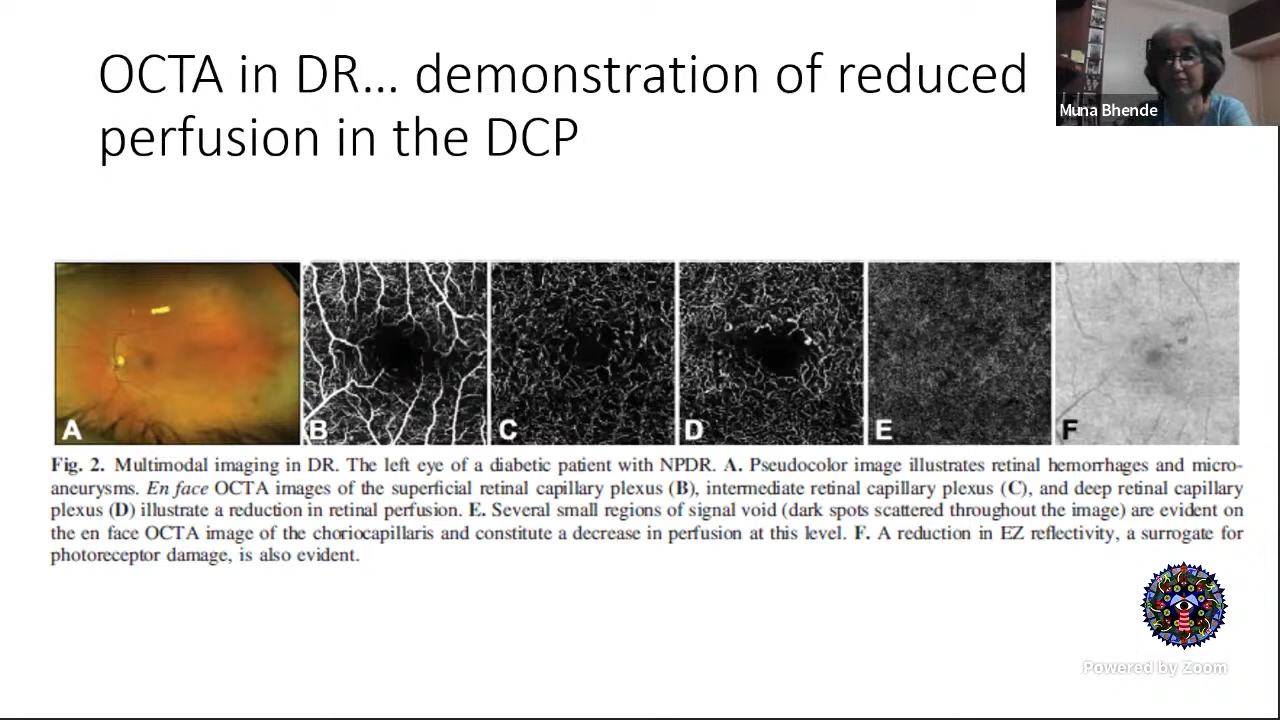 OCTA in DR... demonstration of reduced
perfusion in the DCP
Muna Bhende
A
B
C
D
E
F
Fig. 2. Multimodal imaging in DR. The left eye of a diabetic patient with NPDR. A. Pseudocolor image illustrates retinal hemorrhages and micro-
aneurysms. En face OCTA images of the superficial retinal capillary plexus (B), intermediate retinal capillary plexus (C), and deep retinal capillary
plexus (D) illustrate a reduction in retinal perfusion. E. Several small regions of signal void (dark spots scattered throughout the image) are evident on
the en face OCTA image of the choriocapillaris and constitute a decrease in perfusion at this level. F. A reduction in EZ reflectivity, a surrogate for
photoreceptor damage, is also evident.
Powered by Zoom